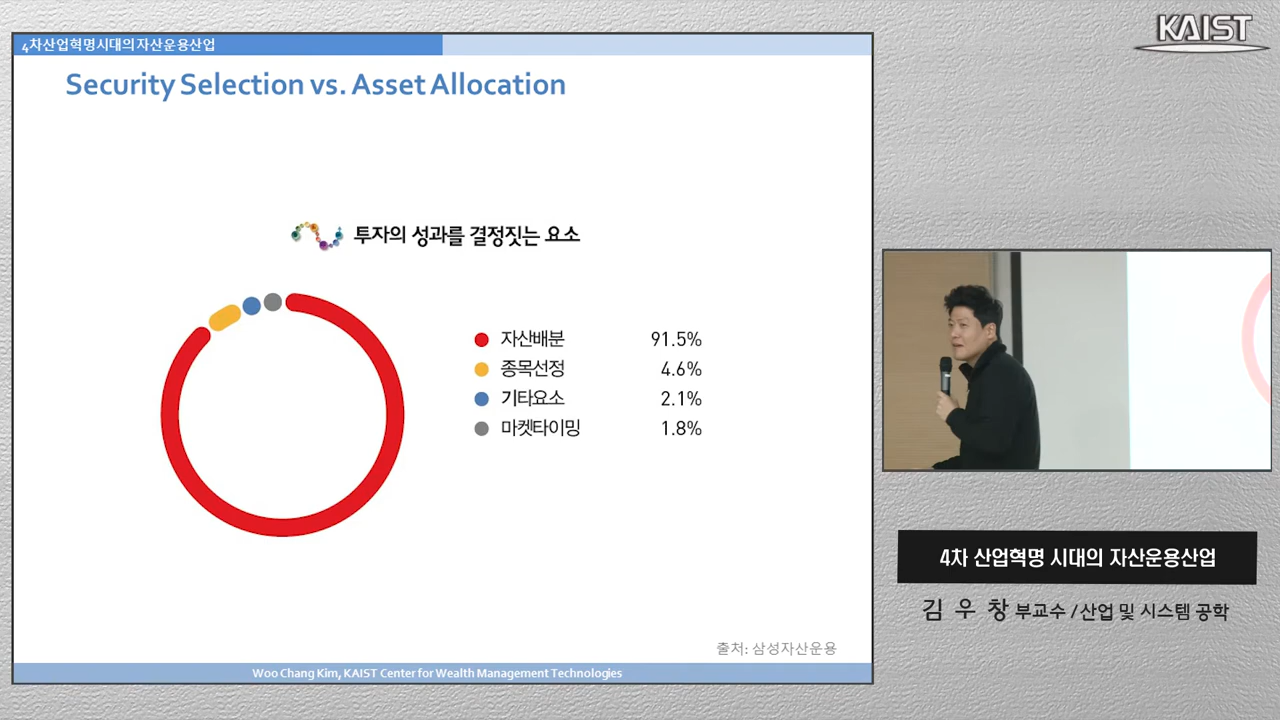 KAIST
4차산업혁명시대의자산운용산업
Security Selection vs. Asset Allocation
투자의 성과를 결정짓는 요소
자산배분 91.5%
종목선정 4.6%
기타요소 2.1%
마켓타이밍 1.8%
출처: 삼성자산운용
Woo Chang Kim, KAIST Center for Wealth Management Technologies
4차 산업혁명 시대의 자산운용산업
김 우 창 부교수 / 산업 및 시스템 공학